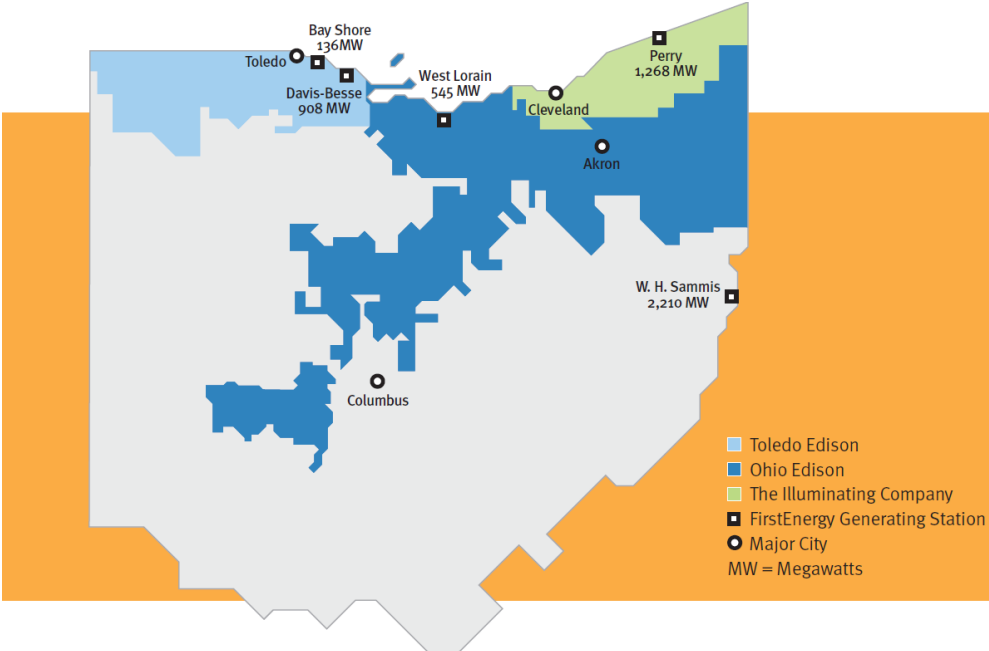 Bay Shore
136MW
Toledo
Davis-Besse
908 MW
West Lorain
545 MW
Perry
1,268 MW
Cleveland
Akron
W. H. Sammis
2,210 MW
Columbus
Toledo Edison
Ohio Edison
The Illuminating Company
FirstEnergy Generating Station
Major City
MW = Megawatts